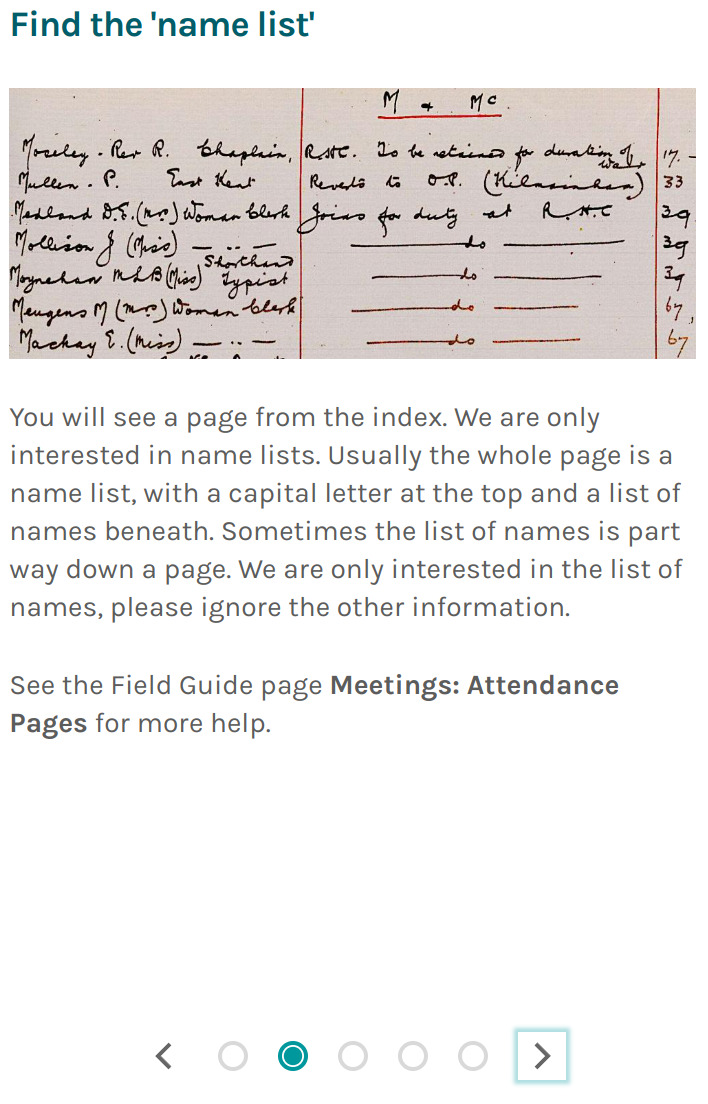 Find the 'name list'
M & Mc.
Moseley - Rev R. Chaplain, R.H.C. To be retained for duration of War 17. -
Mullen - P. East Kent Reverts to O.P. (Kilmainham) 33
Medland D.E. (Mrs) Woman Clerk Joins for duty at R.H.C 39
Mollison J (Miss) — .. — do 39
Moynehan M L B (Miss) Shorthand Typist do 39
Meugens M (Mrs) Woman Clerk do 67,
Mackay E. (Miss) — .. — do 67
You will see a page from the index. We are only
interested in name lists. Usually the whole page is a
name list, with a capital letter at the top and a list of
names beneath. Sometimes the list of names is part
way down a page. We are only interested in the list of
names, please ignore the other information.
See the Field Guide page Meetings: Attendance
Pages for more help.